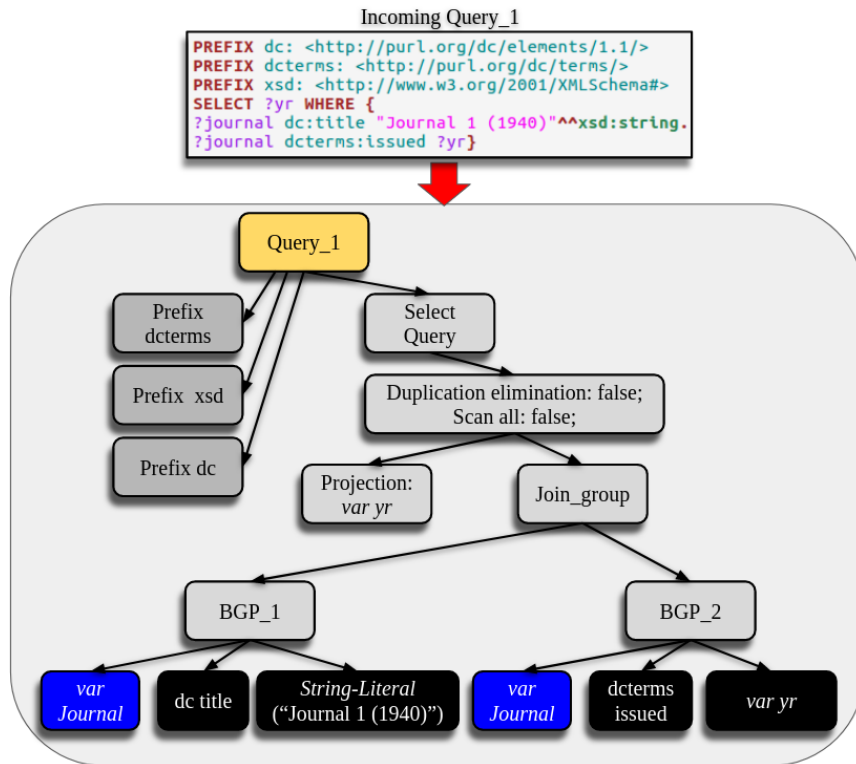 Incoming Query_1
PREFIX dc: <http://purl.org/dc/elements/1.1/>
PREFIX dcterms: <http://purl.org/dc/terms/>
PREFIX xsd: <http://www.w3.org/2001/XMLSchema#>
SELECT ?yr WHERE {
?journal dc:title "Journal 1 (1940)"^^xsd:string.
?journal dcterms:issued ?yr}
Query_1
Prefix
dcterms
Select
Query
Prefix xsd
Duplication elimination: false;
Scan all: false;
Prefix dc
Projection:
var yr
Join_group
BGP_1
BGP_2
var
Journal
dc title
String-Literal
(“Journal 1 (1940)”)
var
Journal
dcterms
issued
var yr